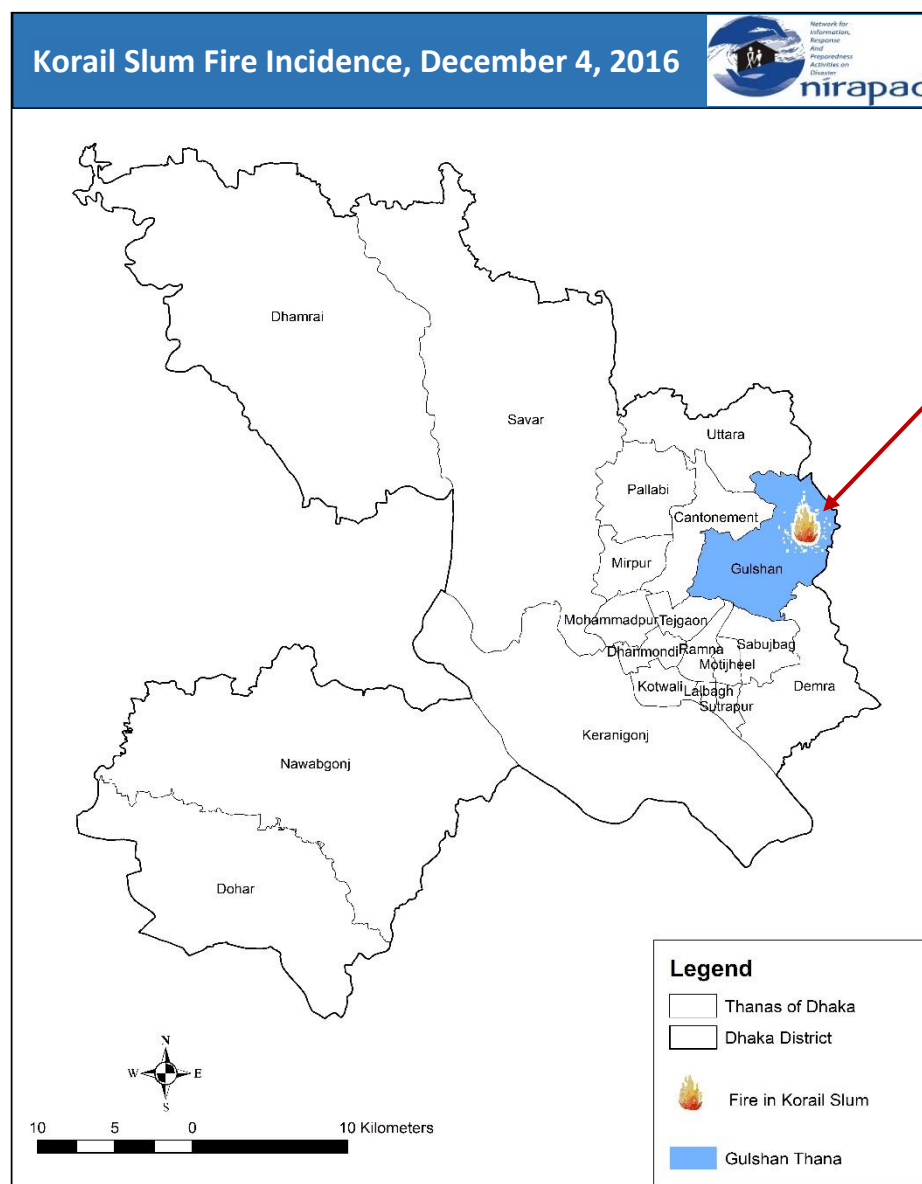 Korail Slum Fire Incidence, December 4, 2016
Network for
Information,
Response
And
Preparedness
Activities on
Disaster
nirapad
Dhamrai
Savar
Uttara
Pallabi
Cantonement
Mirpur
Gulshan
Mohammadpur
Tejgaon
Dhanmondi
Ramna
Sabujbag
Motijheel
Kotwali
Lalbagh
Sutrapur
Demra
Keranigonj
Nawabgonj
Dohar
N
W E
S
10 5 0 10 Kilometers
Legend
Thanas of Dhaka
Dhaka District
Fire in Korail Slum
Gulshan Thana